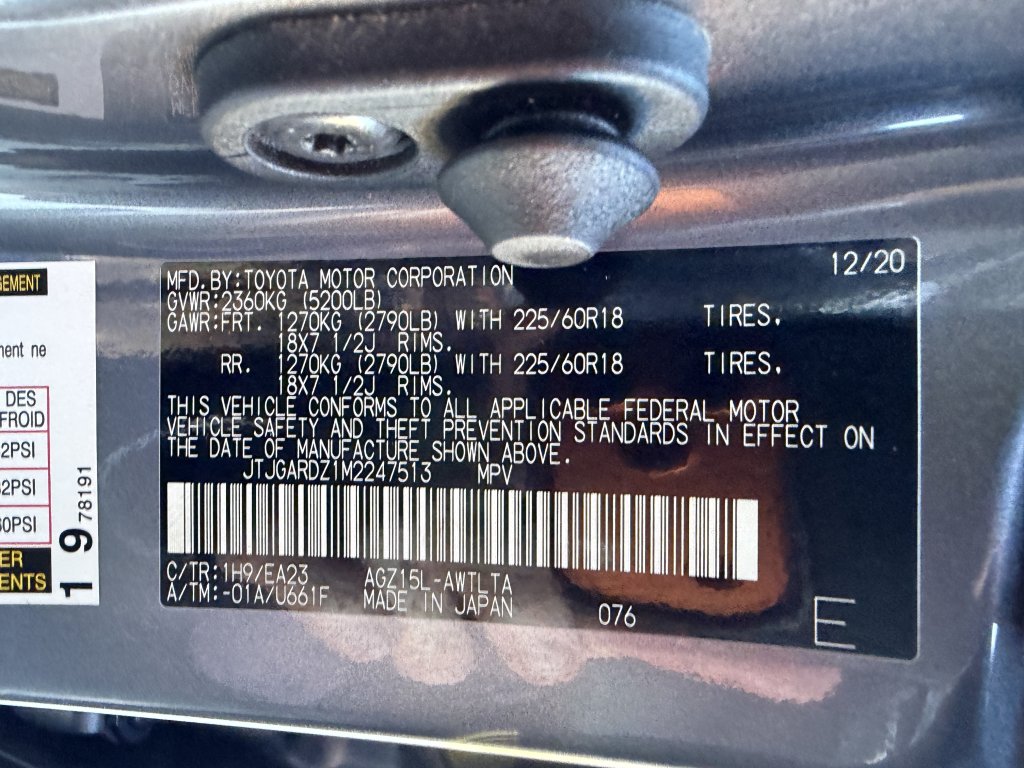 MFD.BY:TOYOTA MOTOR CORPORATION 12/20
GVWR:2360KG (5200LB)
GAWR:FRT. 1270KG (2790LB) WITH 225/60R18 TIRES,
18X7 1/2J RIMS.
RR. 1270KG (2790LB) WITH 225/60R18 TIRES,
18X7 1/2J RIMS.
THIS VEHICLE CONFORMS TO ALL APPLICABLE FEDERAL MOTOR
VEHICLE SAFETY AND THEFT PREVENTION STANDARDS IN EFFECT ON
THE DATE OF MANUFACTURE SHOWN ABOVE.
JTJGARDZ1M2247513 MPV
C/TR:1H9/EA23 AGZ15L-AWTLTA
A/TM:-01A/U661F MADE IN JAPAN 076
E
ne
DES
FROID
2PSI
2PSI
0PSI
ER
ENTS
19 78191